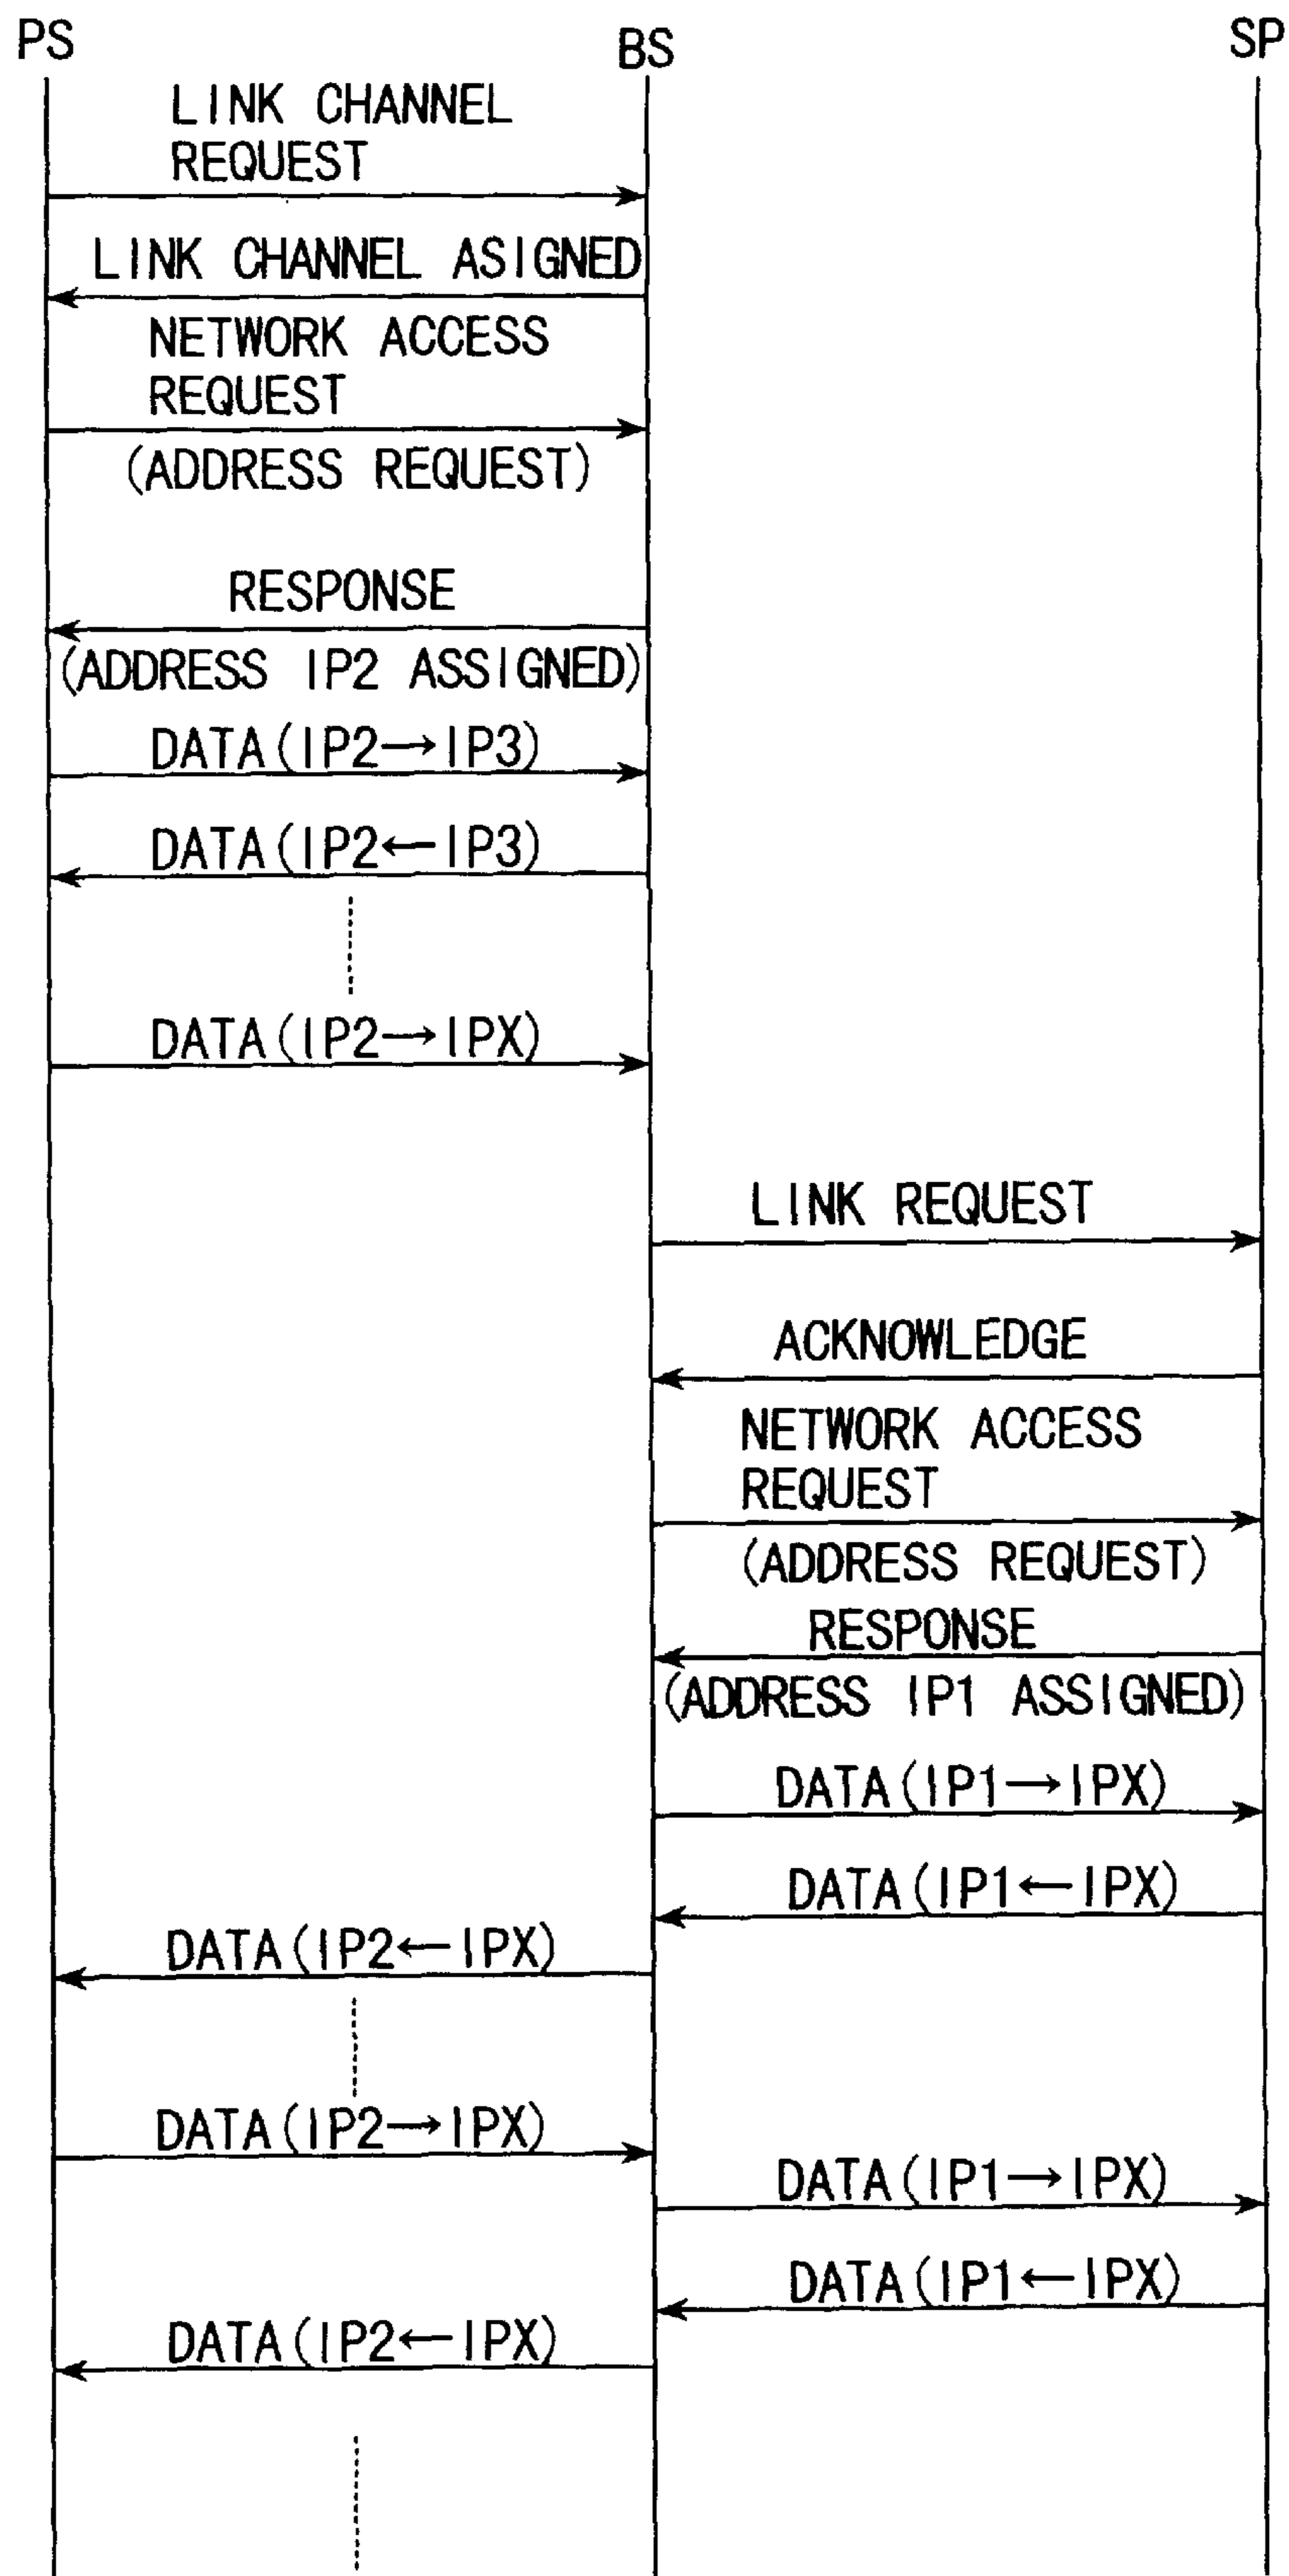 PS
BS
SP
LINK CHANNEL
REQUEST
LINK CHANNEL ASIGNED
NETWORK ACCESS
REQUEST
(ADDRESS REQUEST)
RESPONSE
(ADDRESS IP2 ASSIGNED)
DATA(IP2→IP3)
DATA(IP2←IP3)
DATA(IP2→IPX)
LINK REQUEST
ACKNOWLEDGE
NETWORK ACCESS
REQUEST
(ADDRESS REQUEST)
RESPONSE
(ADDRESS IP1 ASSIGNED)
DATA(IP1→IPX)
DATA(IP1←IPX)
DATA(IP2←IPX)
DATA(IP2→IPX)
DATA(IP1→IPX)
DATA(IP1←IPX)
DATA(IP2←IPX)